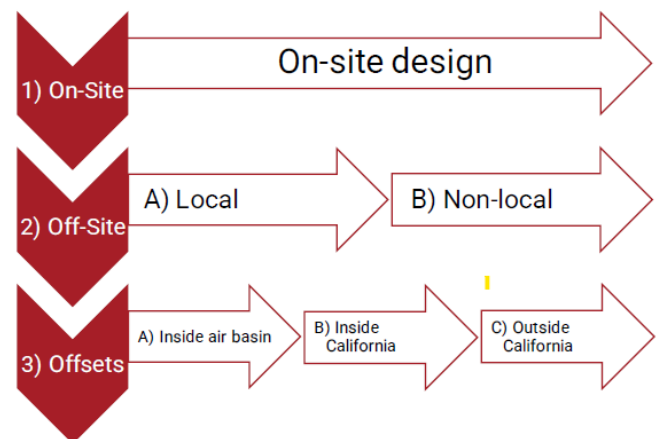 On-site design
1) On-Site
A) Local
B) Non-local
2) Off-Site
A) Inside air basin
B) Inside
California
C) Outside
California
3) Offsets